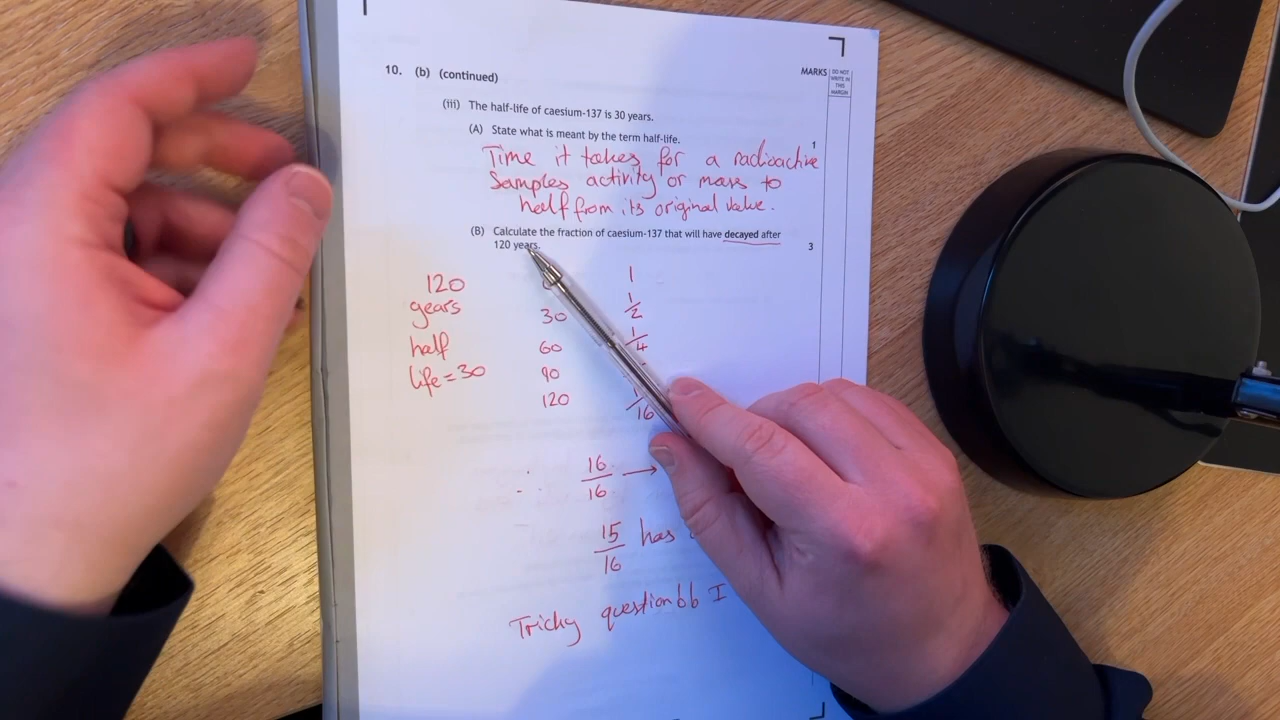 10. (b) (continued)
MARKS
DO NOT
WRITE IN
THIS
MARGIN
(iii) The half-life of caesium-137 is 30 years.
(A) State what is meant by the term half-life.
1
Time it takes for a radioactive
Samples activity or mass to
half from its original value.
(B) Calculate the fraction of caesium-137 that will have decayed after
120 years.
3
120
years
half
life = 30
1
30 1/2
60 1/4
90
120 1/16
16/16 →
15/16 has
Tricky question I